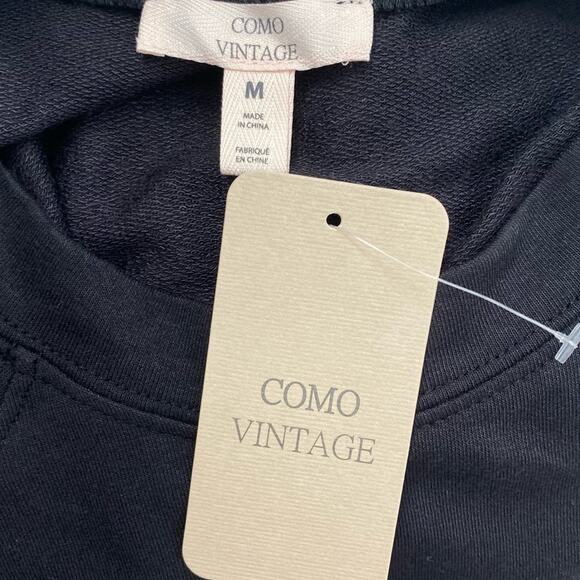 COMO
VINTAGE
M
MADE
IN CHINA
FABRIQUÉ
EN CHINE
COMO
VINTAGE